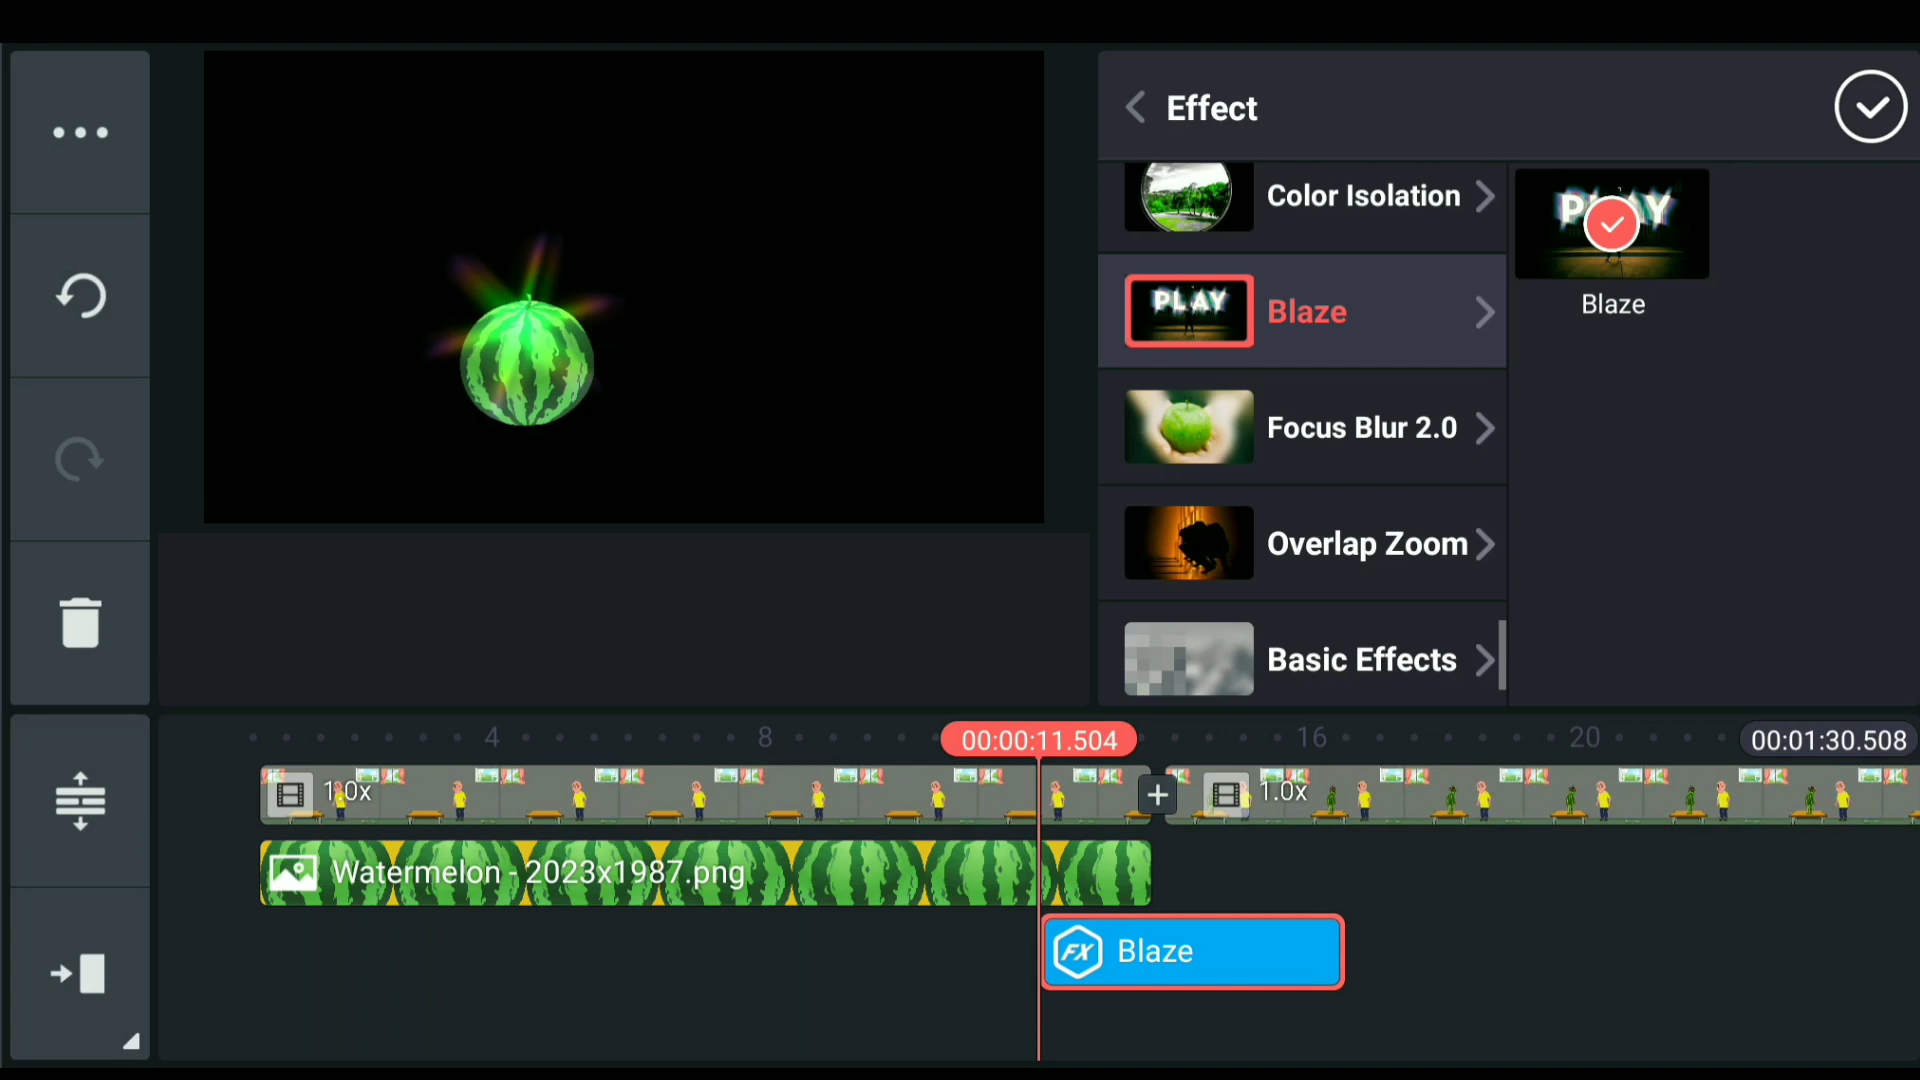 Effect
Color Isolation
PLAY
Blaze
PLAY
Blaze
Focus Blur 2.0
Overlap Zoom
Basic Effects
4
8
00:00:11.504
16
20
00:01:30.508
1.0x
1.0x
Watermelon - 2023x1987.png
FX Blaze